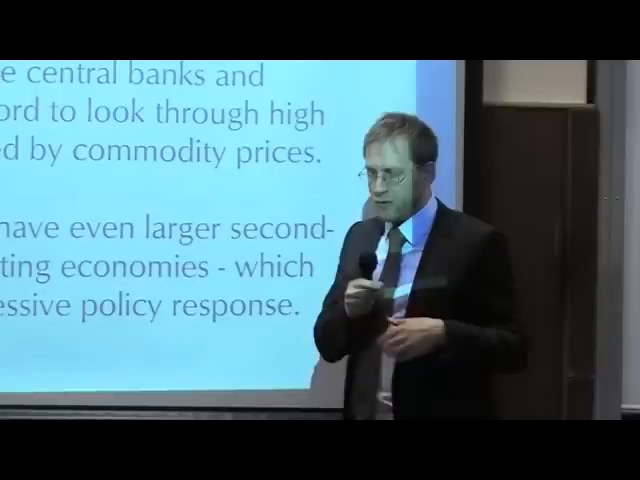 e central banks and
ord to look through high
ed by commodity prices.
have even larger second-
ting economies - which
essive policy response.